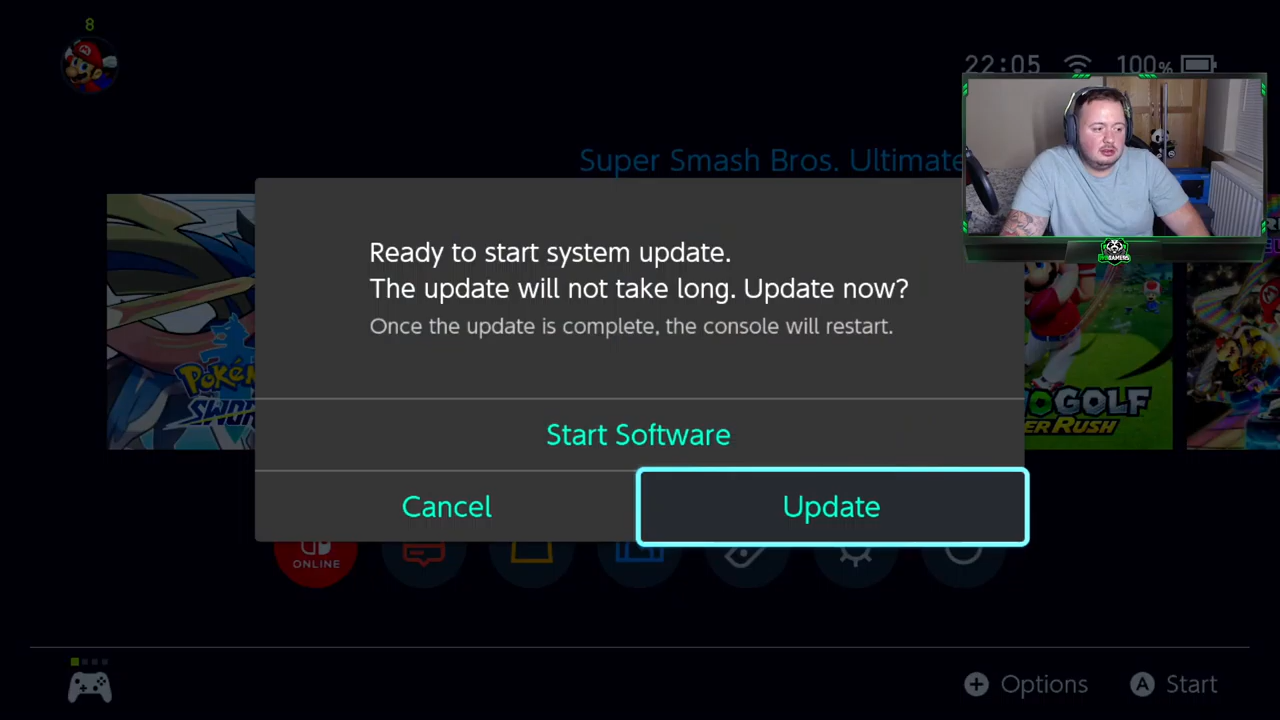 8
22:05 100%
Super Smash Bros. Ultimate
Ready to start system update.
The update will not take long. Update now?
Once the update is complete, the console will restart.
Start Software
Cancel
Update
ONLINE
Options
A Start